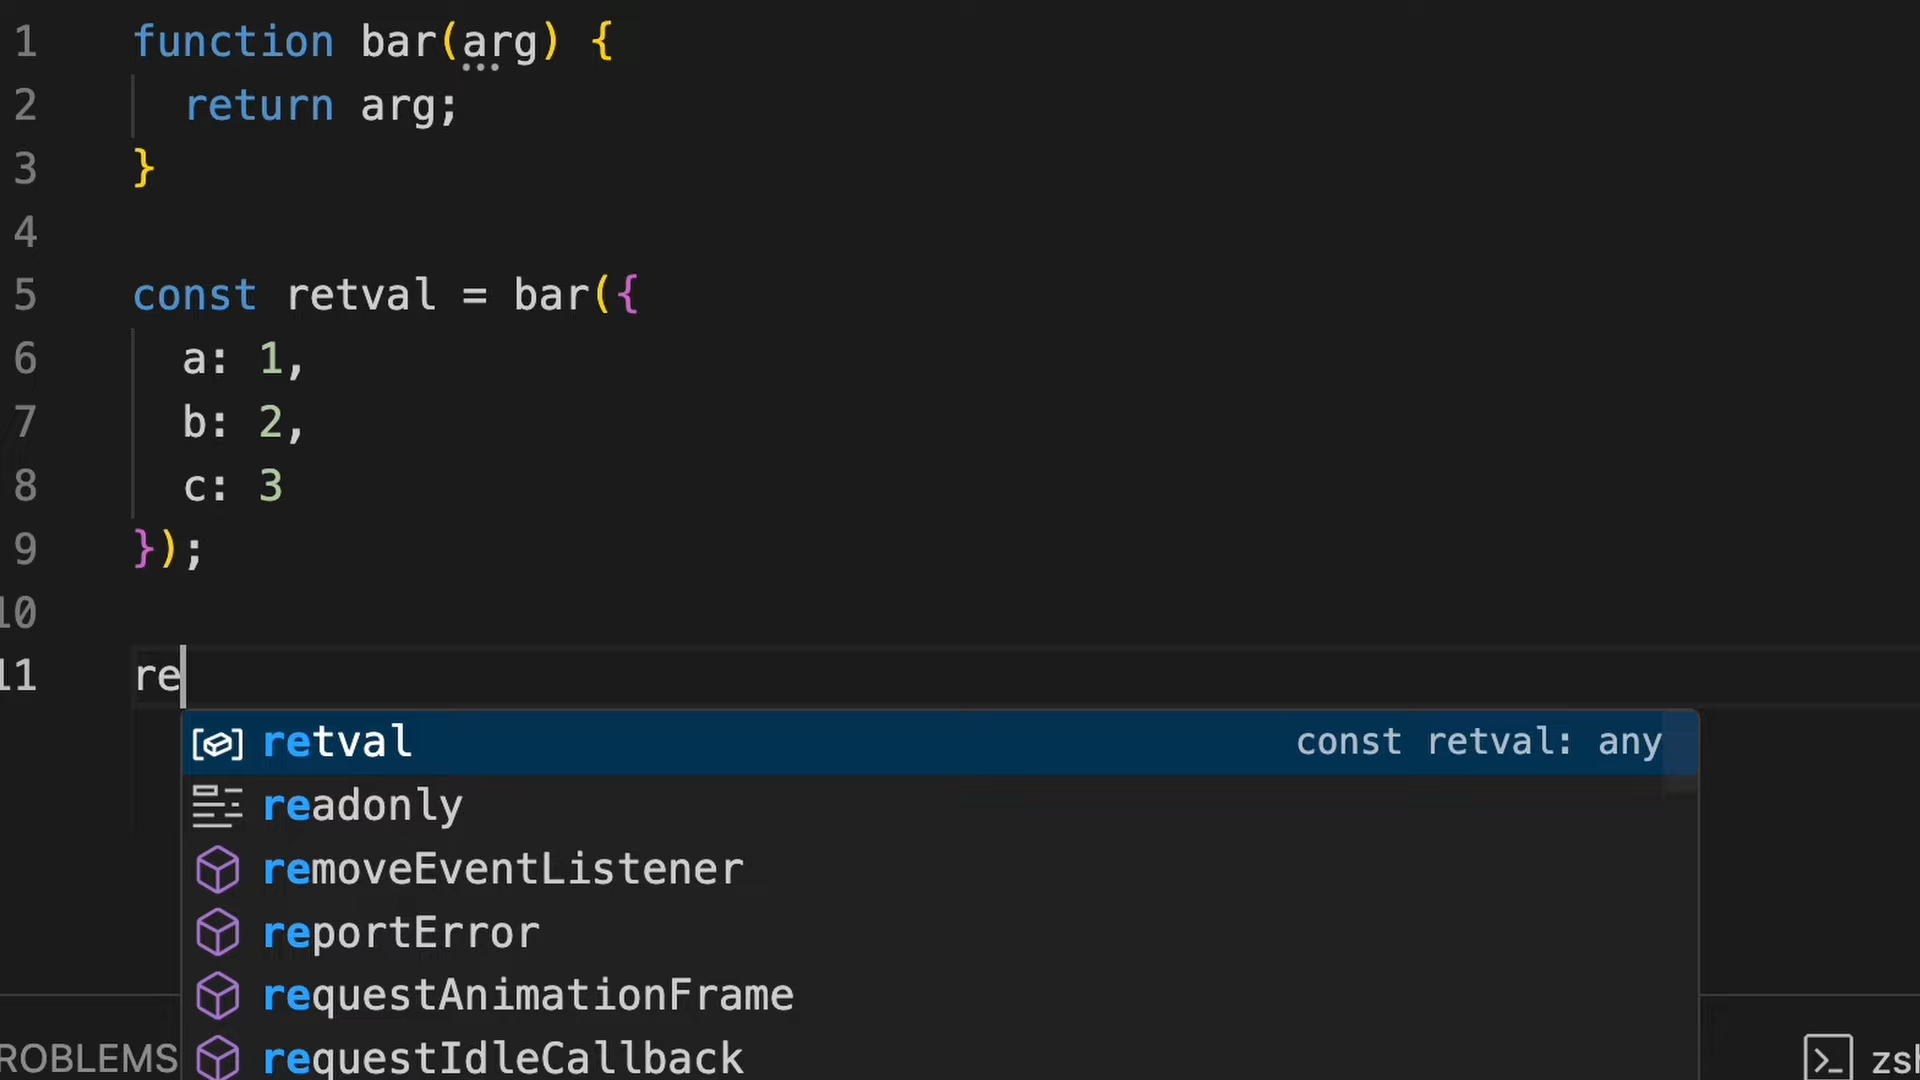 1 function bar(arg) {
2 return arg;
3 }
4
5 const retval = bar({
6 a: 1,
7 b: 2,
8 c: 3
9 });
10
11 re
retval const retval: any
readonly
removeEventListener
reportError
requestAnimationFrame
requestIdleCallback
ROBLEMS zsh